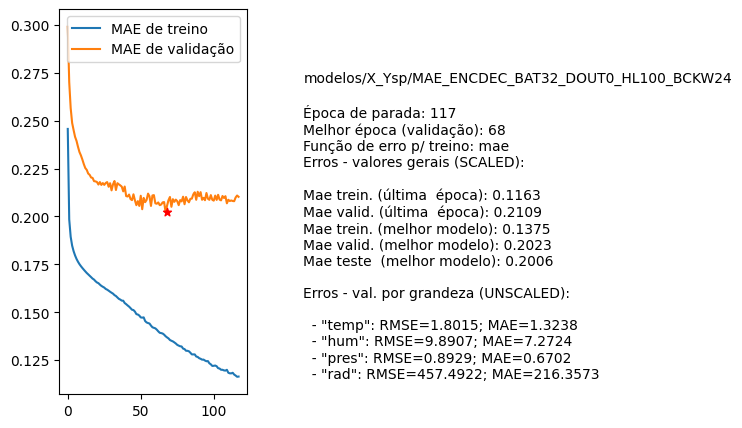 0.300
0.275
0.250
0.225
0.200
0.175
0.150
0.125
0
50
100
MAE de treino
MAE de validação
modelos/X_Ysp/MAE_ENCDEC_BAT32_DOUT0_HL100_BCKW24
Época de parada: 117
Melhor época (validação): 68
Função de erro p/ treino: mae
Erros - valores gerais (SCALED):
Mae trein. (última  época): 0.1163
Mae valid. (última  época): 0.2109
Mae trein. (melhor modelo): 0.1375
Mae valid. (melhor modelo): 0.2023
Mae teste  (melhor modelo): 0.2006
Erros - val. por grandeza (UNSCALED):
- "temp": RMSE=1.8015; MAE=1.3238
- "hum": RMSE=9.8907; MAE=7.2724
- "pres": RMSE=0.8929; MAE=0.6702
- "rad": RMSE=457.4922; MAE=216.3573